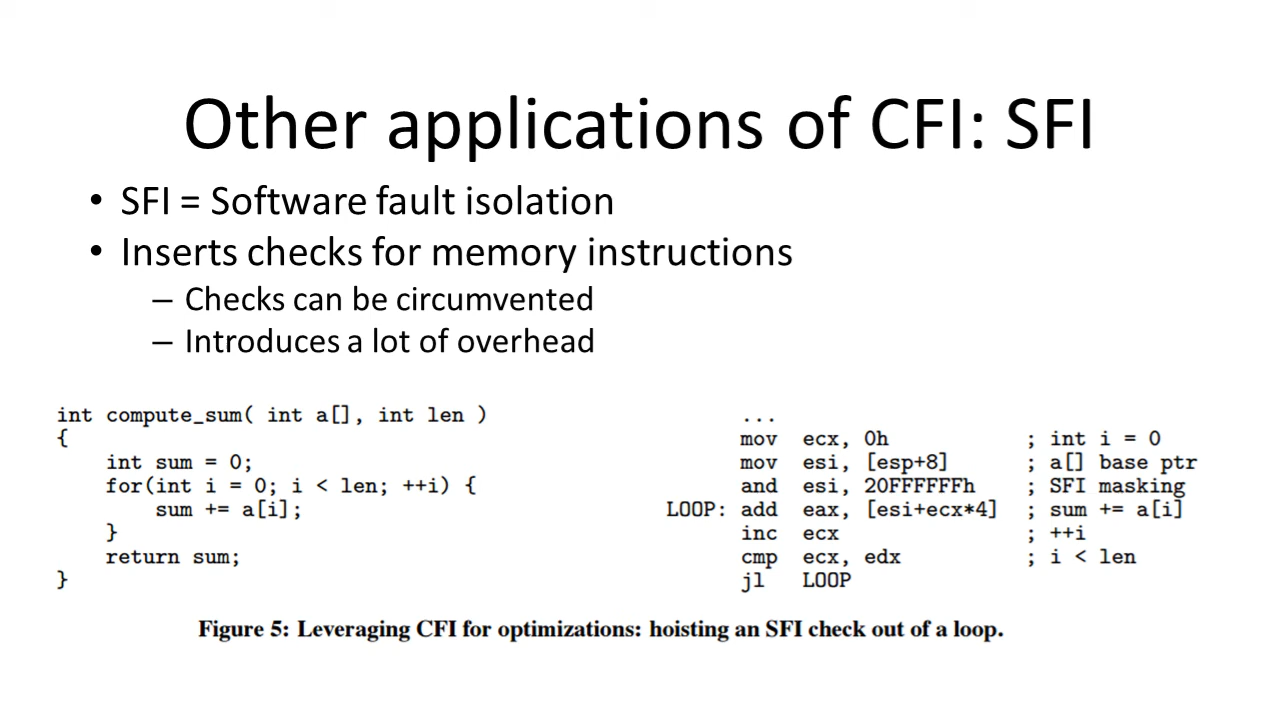 Other applications of CFI: SFI
• SFI = Software fault isolation
• Inserts checks for memory instructions
– Checks can be circumvented
– Introduces a lot of overhead
int compute_sum( int a[], int len )
{
    int sum = 0;
    for(int i = 0; i < len; ++i) {
        sum += a[i];
    }
    return sum;
}
...
mov ecx, 0h ; int i = 0
mov esi, [esp+8] ; a[] base ptr
and esi, 20FFFFFFh ; SFI masking
LOOP: add eax, [esi+ecx*4] ; sum += a[i]
inc ecx ; ++i
cmp ecx, edx ; i < len
jl LOOP
Figure 5: Leveraging CFI for optimizations: hoisting an SFI check out of a loop.